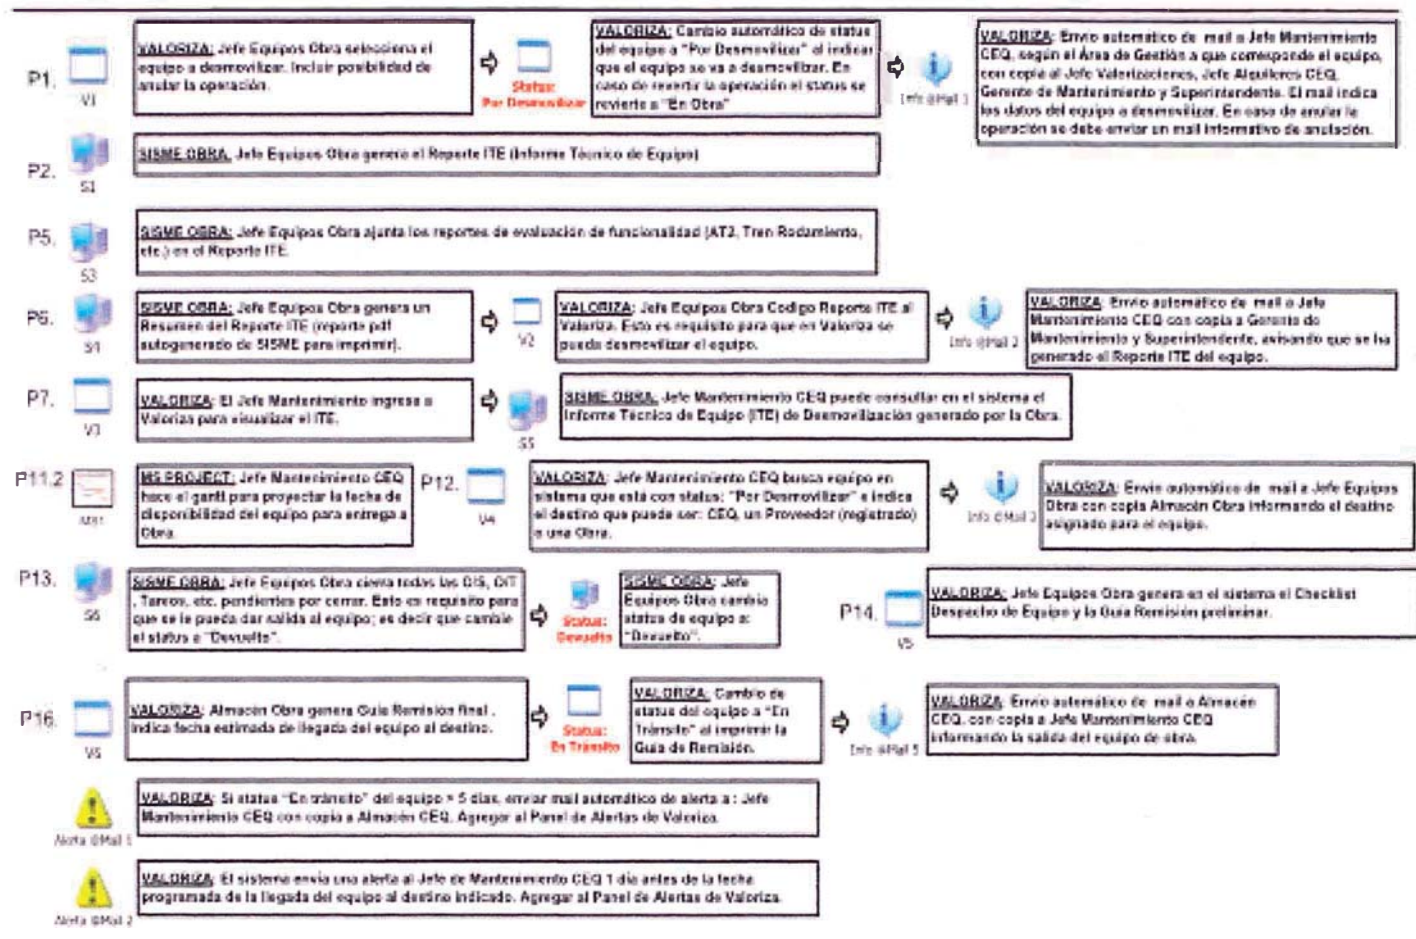 P1.
V1
VALORIZA: Jefe Equipos Obra selecciona el
equipo a desmovilizar. Incluir posibilidad de
anular la operación.
Status:
Por Desmovilizar
VALORIZA: Cambio automático de status
del equipo a "Por Desmovilizar" al indicar
que el equipo se va a desmovilizar. En
caso de revertir la operación el status se
revierte a "En Obra"
Info @Mail 1
VALORIZA: Envío automático de mail a Jefe Mantenimiento
CEQ, según el Área de Gestión a que corresponde el equipo,
con copia al Jefe Valorizaciones, Jefe Alquileres CEQ,
Gerente de Mantenimiento y Superintendente. El mail indica
los datos del equipo a desmovilizar. En caso de anular la
operación se debe enviar un mail informativo de anulación.
P2.
S1
SISME OBRA. Jefe Equipos Obra genera el Reporte ITE (Informe Técnico de Equipo)
P5.
S3
SISME OBRA: Jefe Equipos Obra ajunta los reportes de evaluación de funcionalidad (AT2, Tren Rodamiento,
etc.) en el Reporte ITE.
P6.
S4
SISME OBRA: Jefe Equipos Obra genera un
Resumen del Reporte ITE (reporte pdf
autogenerado de SISME para imprimir).
V2
VALORIZA: Jefe Equipos Obra Codigo Reporte ITE al
Valoriza. Esto es requisito para que en Valoriza se
pueda desmovilizar el equipo.
Info @Mail 2
VALORIZA: Envío automático de mail a Jefe
Mantenimiento CEQ con copia a Gerente de
Mantenimiento y Superintendente, avisando que se ha
generado el Reporte ITE del equipo.
P7.
V3
VALORIZA: El Jefe Mantenimiento ingresa a
Valoriza para visualizar el ITE.
S5
SISME OBRA. Jefe Mantenimiento CEQ puede consultar en el sistema el
Informe Técnico de Equipo (ITE) de Desmovilización generado por la Obra.
P11.2
MS1
MS PROJECT: Jefe Mantenimiento CEQ
hace el gantt para proyectar la fecha de
disponibilidad del equipo para entrega a
Obra.
P12.
V4
VALORIZA: Jefe Mantenimiento CEQ busca equipo en
sistema que está con status: "Por Desmovilizar" e indica
el destino que puede ser: CEQ, un Proveedor (registrado)
o una Obra.
Info @Mail 3
VALORIZA: Envío automático de mail a Jefe Equipos
Obra con copia Almacén Obra informando el destino
asignado para el equipo.
P13.
S6
SISME OBRA: Jefe Equipos Obra cierra todas las OIS, OIT
, Tareos, etc. pendientes por cerrar. Esto es requisito para
que se le pueda dar salida al equipo; es decir que cambie
el status a "Devuelto".
Status:
Devuelto
SISME OBRA: Jefe
Equipos Obra cambia
status de equipo a:
"Devuelto".
P14.
V5
VALORIZA: Jefe Equipos Obra genera en el sistema el Checklist
Despacho de Equipo y la Guía Remisión preliminar.
P16.
V6
VALORIZA: Almacén Obra genera Guía Remisión final .
Indica fecha estimada de llegada del equipo al destino.
Status:
En Tránsito
VALORIZA: Cambio de
status del equipo a "En
Tránsito" al imprimir la
Guía de Remisión.
Info @Mail 5
VALORIZA: Envío automático de mail a Almacén
CEQ, con copia a Jefe Mantenimiento CEQ
informando la salida del equipo de obra.
Alerta @Mail 1
VALORIZA: Si status "En tránsito" del equipo > 5 días, enviar mail automático de alerta a : Jefe
Mantenimiento CEQ con copia a Almacén CEQ. Agregar al Panel de Alertas de Valoriza.
Alerta @Mail 2
VALORIZA: El sistema envía una alerta al Jefe de Mantenimiento CEQ 1 día antes de la fecha
programada de la llegada del equipo al destino indicado. Agregar al Panel de Alertas de Valoriza.